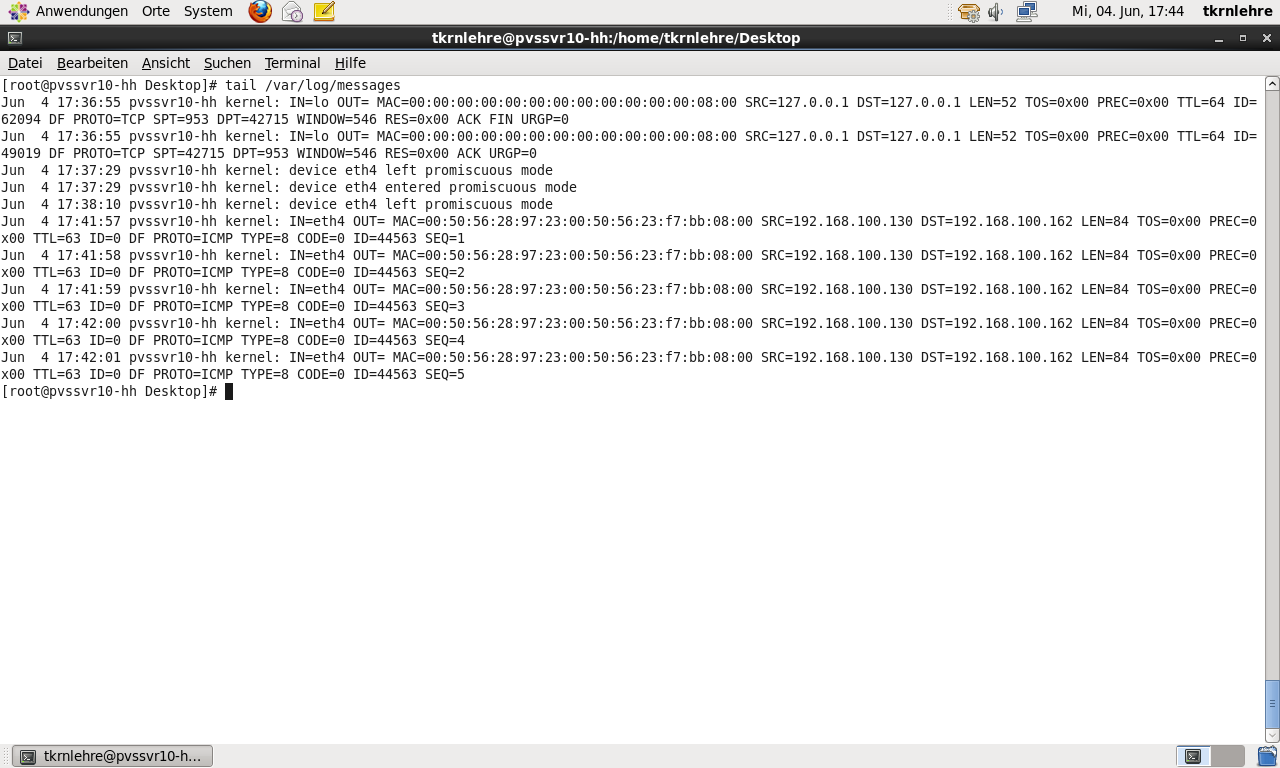 Anwendungen Orte System Mi, 04. Jun, 17:44 tkrnlehre
tkrnlehre@pvssvr10-hh:/home/tkrnlehre/Desktop
Datei Bearbeiten Ansicht Suchen Terminal Hilfe
[root@pvssvr10-hh Desktop]# tail /var/log/messages
Jun  4 17:36:55 pvssvr10-hh kernel: IN=lo OUT= MAC=00:00:00:00:00:00:00:00:00:00:00:00:08:00 SRC=127.0.0.1 DST=127.0.0.1 LEN=52 TOS=0x00 PREC=0x00 TTL=64 ID=
62094 DF PROTO=TCP SPT=953 DPT=42715 WINDOW=546 RES=0x00 ACK FIN URGP=0
Jun  4 17:36:55 pvssvr10-hh kernel: IN=lo OUT= MAC=00:00:00:00:00:00:00:00:00:00:00:00:08:00 SRC=127.0.0.1 DST=127.0.0.1 LEN=52 TOS=0x00 PREC=0x00 TTL=64 ID=
49019 DF PROTO=TCP SPT=42715 DPT=953 WINDOW=546 RES=0x00 ACK URGP=0
Jun  4 17:37:29 pvssvr10-hh kernel: device eth4 left promiscuous mode
Jun  4 17:37:29 pvssvr10-hh kernel: device eth4 entered promiscuous mode
Jun  4 17:38:10 pvssvr10-hh kernel: device eth4 left promiscuous mode
Jun  4 17:41:57 pvssvr10-hh kernel: IN=eth4 OUT= MAC=00:50:56:28:97:23:00:50:56:23:f7:bb:08:00 SRC=192.168.100.130 DST=192.168.100.162 LEN=84 TOS=0x00 PREC=0
x00 TTL=63 ID=0 DF PROTO=ICMP TYPE=8 CODE=0 ID=44563 SEQ=1
Jun  4 17:41:58 pvssvr10-hh kernel: IN=eth4 OUT= MAC=00:50:56:28:97:23:00:50:56:23:f7:bb:08:00 SRC=192.168.100.130 DST=192.168.100.162 LEN=84 TOS=0x00 PREC=0
x00 TTL=63 ID=0 DF PROTO=ICMP TYPE=8 CODE=0 ID=44563 SEQ=2
Jun  4 17:41:59 pvssvr10-hh kernel: IN=eth4 OUT= MAC=00:50:56:28:97:23:00:50:56:23:f7:bb:08:00 SRC=192.168.100.130 DST=192.168.100.162 LEN=84 TOS=0x00 PREC=0
x00 TTL=63 ID=0 DF PROTO=ICMP TYPE=8 CODE=0 ID=44563 SEQ=3
Jun  4 17:42:00 pvssvr10-hh kernel: IN=eth4 OUT= MAC=00:50:56:28:97:23:00:50:56:23:f7:bb:08:00 SRC=192.168.100.130 DST=192.168.100.162 LEN=84 TOS=0x00 PREC=0
x00 TTL=63 ID=0 DF PROTO=ICMP TYPE=8 CODE=0 ID=44563 SEQ=4
Jun  4 17:42:01 pvssvr10-hh kernel: IN=eth4 OUT= MAC=00:50:56:28:97:23:00:50:56:23:f7:bb:08:00 SRC=192.168.100.130 DST=192.168.100.162 LEN=84 TOS=0x00 PREC=0
x00 TTL=63 ID=0 DF PROTO=ICMP TYPE=8 CODE=0 ID=44563 SEQ=5
[root@pvssvr10-hh Desktop]#
tkrnlehre@pvssvr10-h...